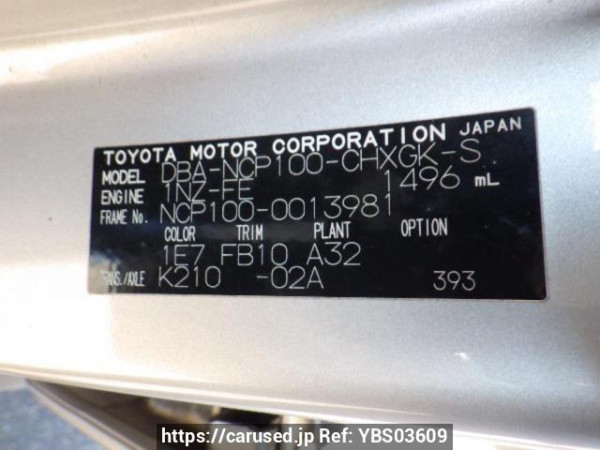 TOYOTA MOTOR CORPORATION JAPAN
MODEL DBA-NCP100-CHXGK-S
ENGINE 1NZ-FE 1496 mL
FRAME No. NCP100-0013981
COLOR TRIM PLANT OPTION
1E7 FB10 A32
TRANS./AXLE K210 -02A 393
https://carused.jp Ref: YBS03609